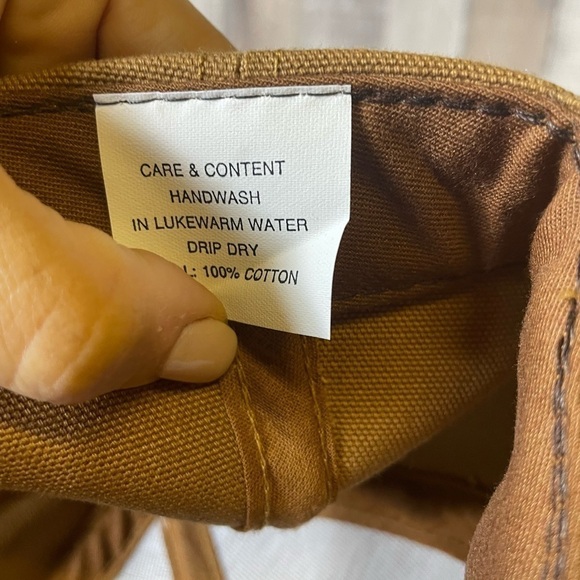 CARE & CONTENT
HANDWASH
IN LUKEWARM WATER
DRIP DRY
L: 100% COTTON